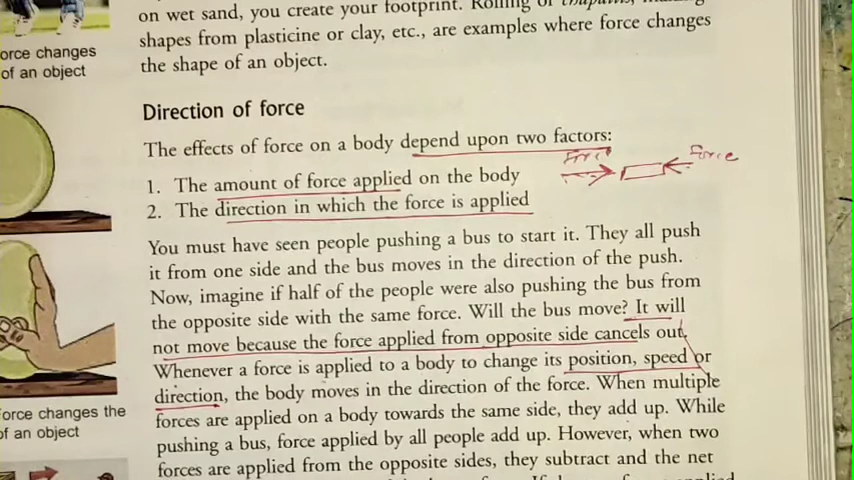 on wet sand, you create your footprint. Rolling of chapattis, making
shapes from plasticine or clay, etc., are examples where force changes
the shape of an object.
orce changes
of an object
Direction of force
The effects of force on a body depend upon two factors:
Force
Force
1. The amount of force applied on the body
2. The direction in which the force is applied
You must have seen people pushing a bus to start it. They all push
it from one side and the bus moves in the direction of the push.
Now, imagine if half of the people were also pushing the bus from
the opposite side with the same force. Will the bus move? It will
not move because the force applied from opposite side cancels out.
Whenever a force is applied to a body to change its position, speed or
direction, the body moves in the direction of the force. When multiple
forces are applied on a body towards the same side, they add up. While
pushing a bus, force applied by all people add up. However, when two
forces are applied from the opposite sides, they subtract and the net
orce changes the
of an object